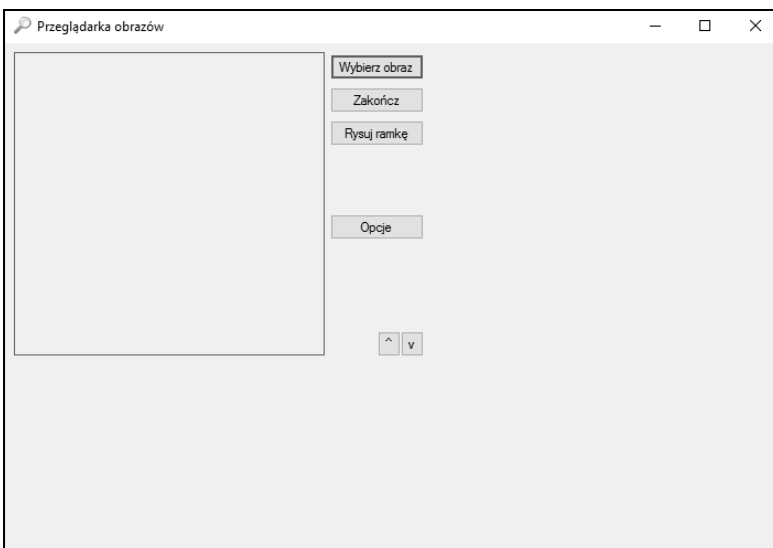 Przeglądarka obrazów
Wybierz obraz
Zakończ
Rysuj ramkę
Opcje
^ v